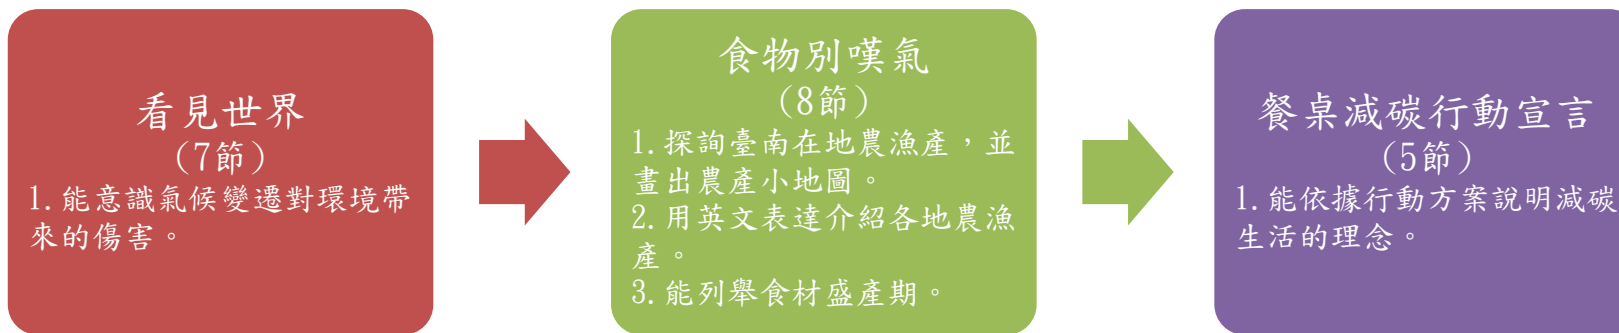 看見世界
(7節)
1.能意識氣候變遷對環境帶
來的傷害。
食物別嘆氣
(8節)
1.探詢臺南在地農漁產，並
畫出農產小地圖。
2.用英文表達介紹各地農漁
產。
3.能列舉食材盛產期。
餐桌減碳行動宣言
(5節)
1.能依據行動方案說明減碳
生活的理念。